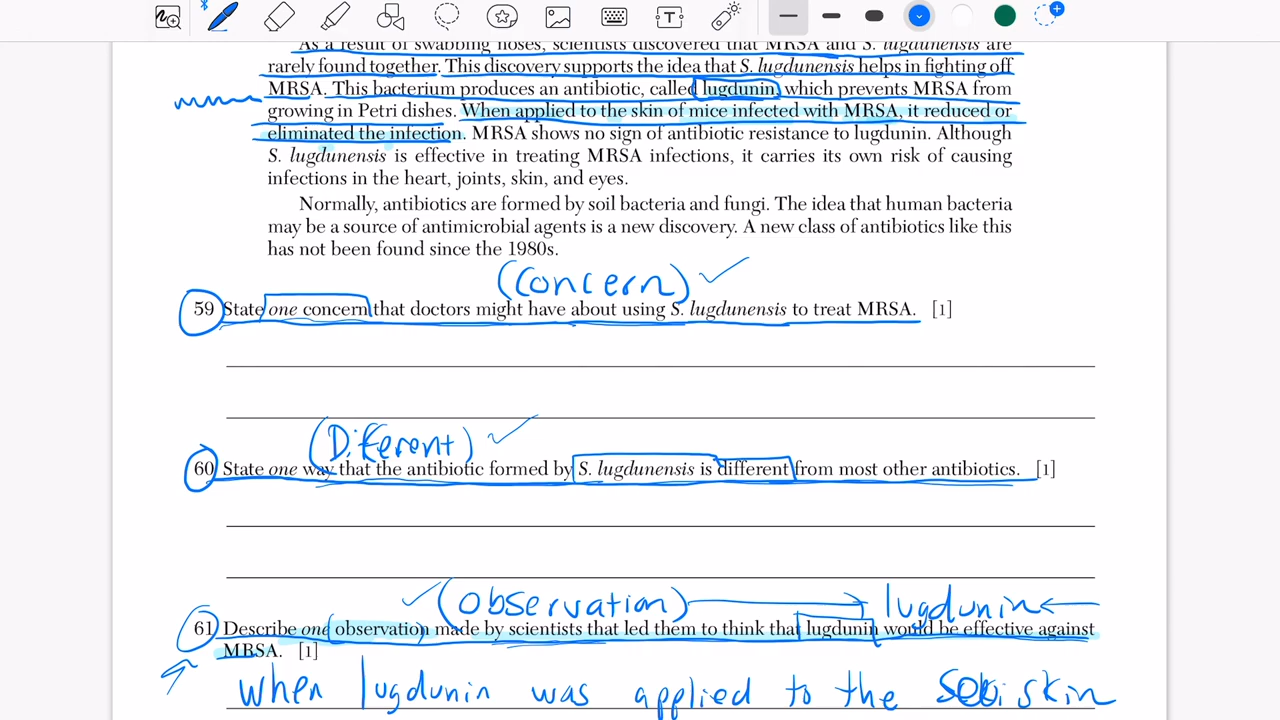 As a result of swabbing noses, scientists discovered that MRSA and S. lugdunensis are
rarely found together. This discovery supports the idea that S. lugdunensis helps in fighting off
MRSA. This bacterium produces an antibiotic, called lugdunin, which prevents MRSA from
growing in Petri dishes. When applied to the skin of mice infected with MRSA, it reduced or
eliminated the infection. MRSA shows no sign of antibiotic resistance to lugdunin. Although
S. lugdunensis is effective in treating MRSA infections, it carries its own risk of causing
infections in the heart, joints, skin, and eyes.
Normally, antibiotics are formed by soil bacteria and fungi. The idea that human bacteria
may be a source of antimicrobial agents is a new discovery. A new class of antibiotics like this
has not been found since the 1980s.
(Concern)
59 State one concern that doctors might have about using S. lugdunensis to treat MRSA. [1]
(Different)
60 State one way that the antibiotic formed by S. lugdunensis is different from most other antibiotics. [1]
(Observation) lugdunin
61 Describe one observation made by scientists that led them to think that lugdunin would be effective against
MRSA. [1]
When lugdunin was applied to the skin